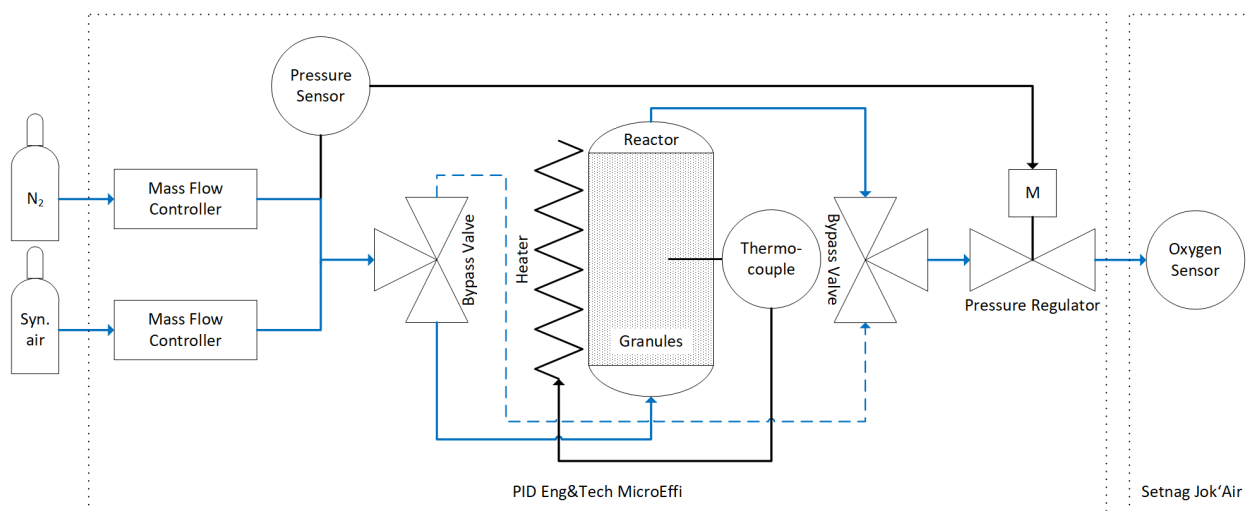 Pressure
Sensor
N₂
Mass Flow
Controller
Syn.
air
Mass Flow
Controller
Bypass Valve
Heater
Reactor
Granules
Thermo-
couple
Bypass Valve
M
Pressure Regulator
Oxygen
Sensor
PID Eng&Tech MicroEffi
Setnag Jok‘Air